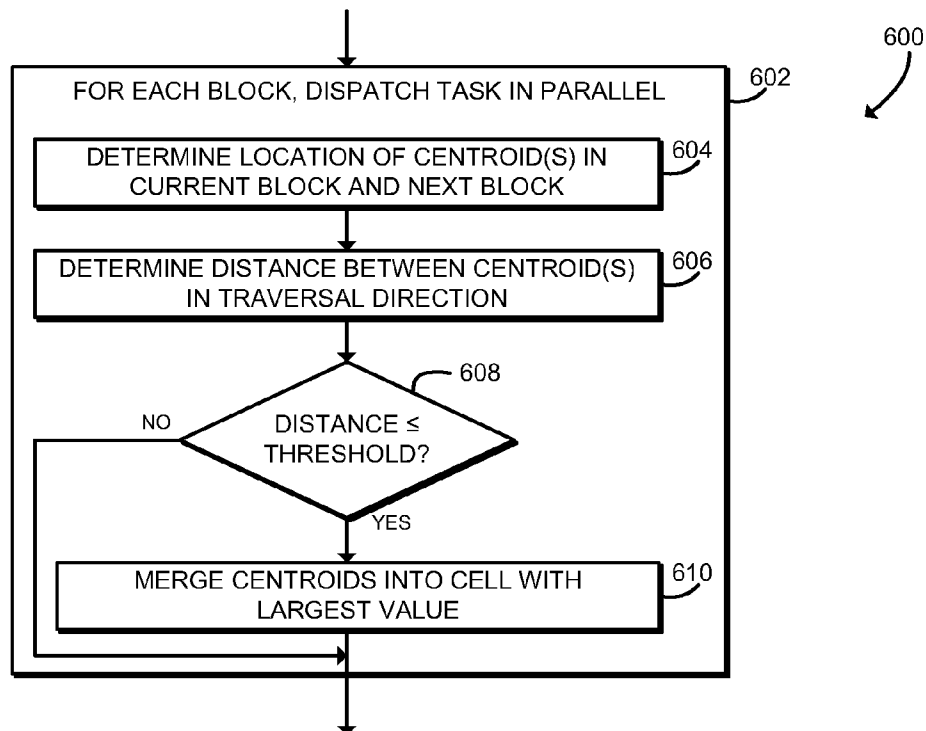 600
FOR EACH BLOCK, DISPATCH TASK IN PARALLEL
602
DETERMINE LOCATION OF CENTROID(S) IN
CURRENT BLOCK AND NEXT BLOCK
604
DETERMINE DISTANCE BETWEEN CENTROID(S)
IN TRAVERSAL DIRECTION
606
608
DISTANCE ≤
THRESHOLD?
NO
YES
MERGE CENTROIDS INTO CELL WITH
LARGEST VALUE
610